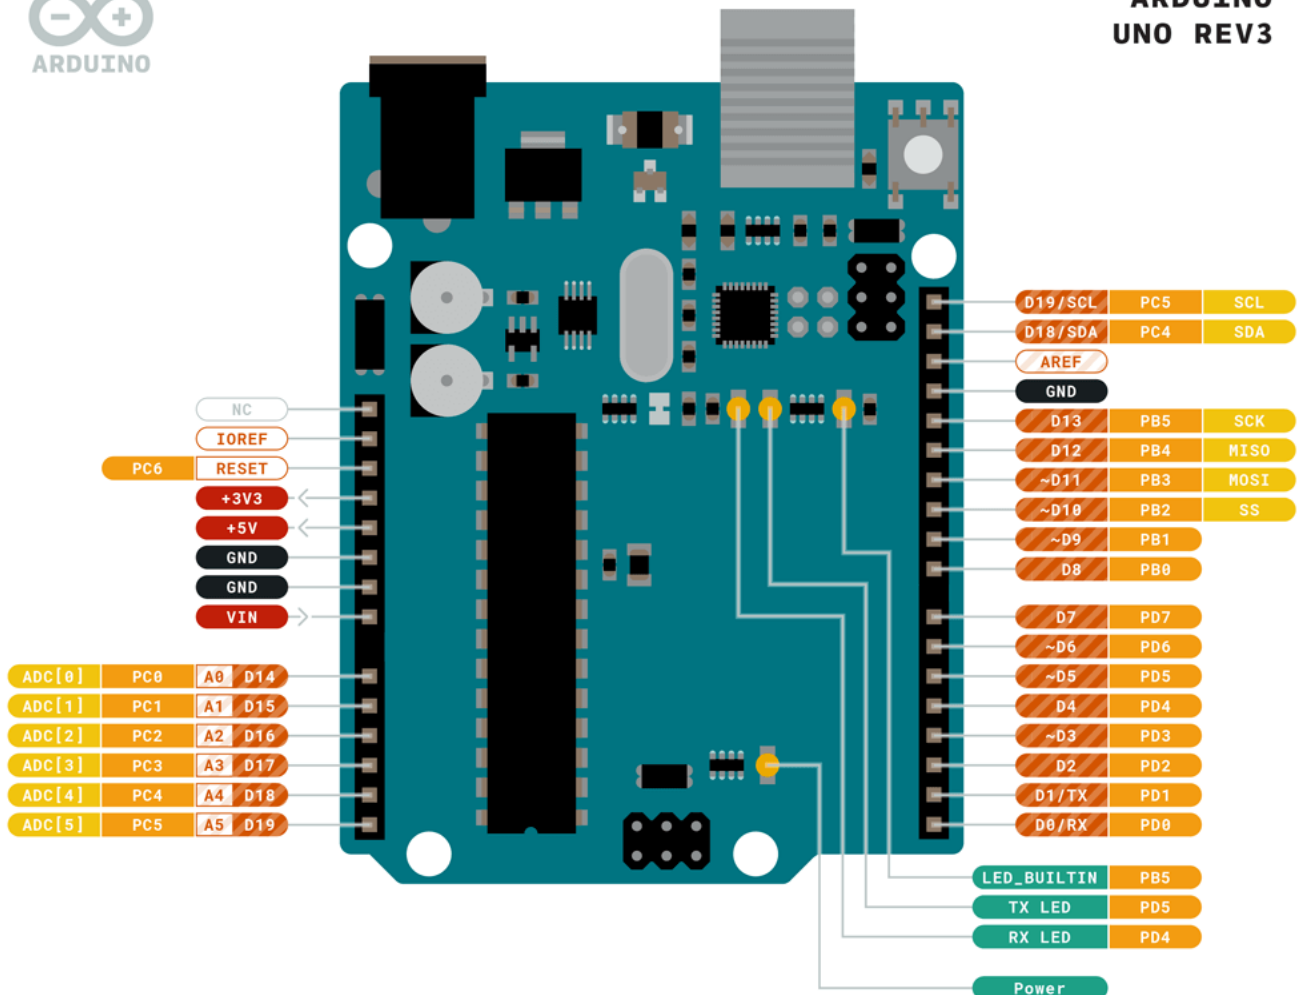 ARDUINO
UNO REV3
ARDUINO
NC
IOREF
PC6 RESET
+3V3
+5V
GND
GND
VIN
ADC[0] PC0 A0 D14
ADC[1] PC1 A1 D15
ADC[2] PC2 A2 D16
ADC[3] PC3 A3 D17
ADC[4] PC4 A4 D18
ADC[5] PC5 A5 D19
D19/SCL PC5 SCL
D18/SDA PC4 SDA
AREF
GND
D13 PB5 SCK
D12 PB4 MISO
~D11 PB3 MOSI
~D10 PB2 SS
~D9 PB1
D8 PB0
D7 PD7
~D6 PD6
~D5 PD5
D4 PD4
~D3 PD3
D2 PD2
D1/TX PD1
D0/RX PD0
LED_BUILTIN PB5
TX LED PD5
RX LED PD4
Power